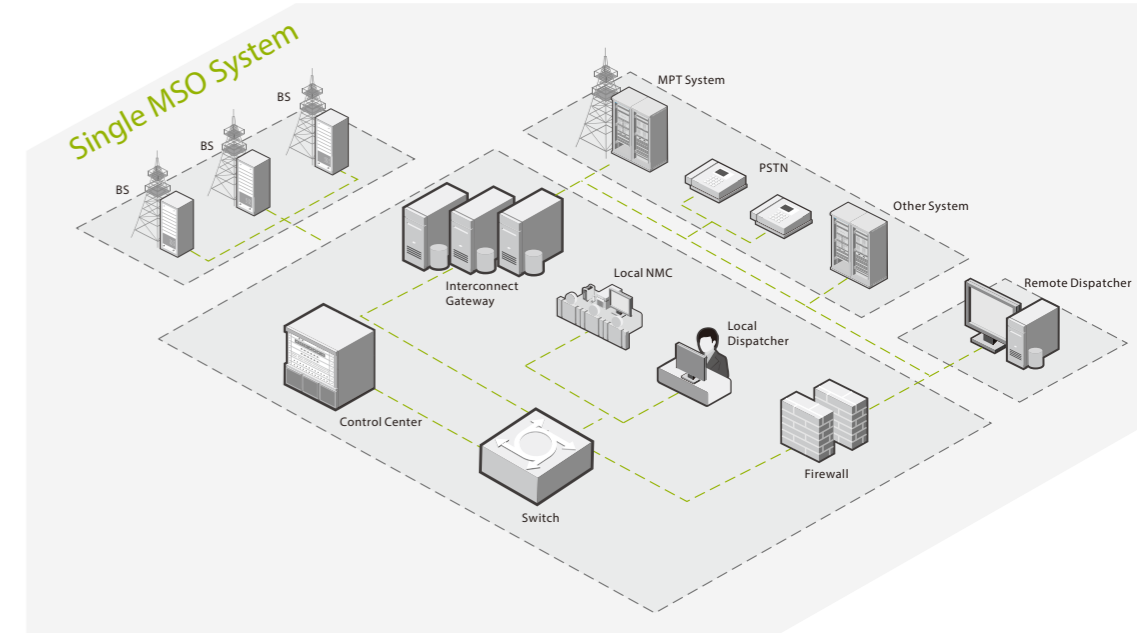 Single MSO System
BS
BS
BS
MPT System
PSTN
Other System
Interconnect
Gateway
Local NMC
Remote Dispatcher
Local
Dispatcher
Control Center
Firewall
Switch